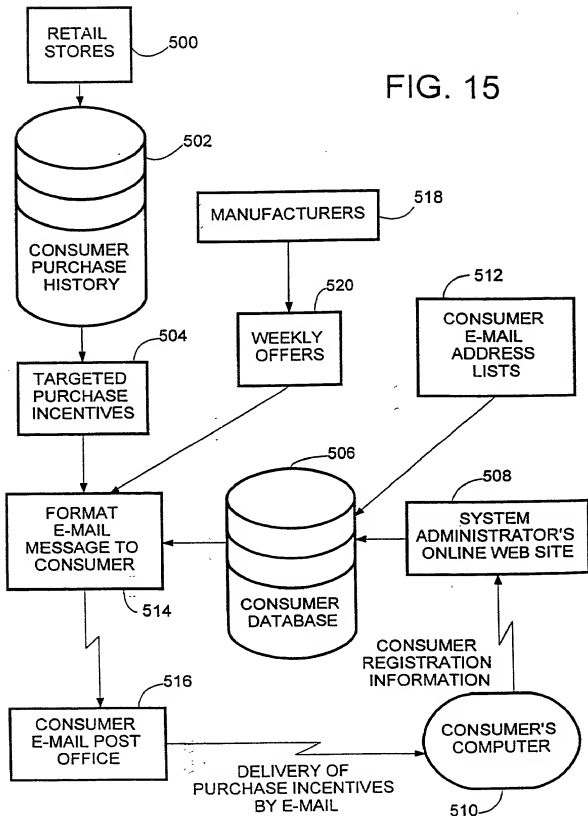 RETAIL
STORES
500
FIG. 15
502
CONSUMER
PURCHASE
HISTORY
MANUFACTURERS
518
504
TARGETED
PURCHASE
INCENTIVES
520
WEEKLY
OFFERS
512
CONSUMER
E-MAIL
ADDRESS
LISTS
506
CONSUMER
DATABASE
508
SYSTEM
ADMINISTRATOR'S
ONLINE WEB SITE
FORMAT
E-MAIL
MESSAGE TO
CONSUMER
514
CONSUMER
REGISTRATION
INFORMATION
516
CONSUMER
E-MAIL POST
OFFICE
DELIVERY OF
PURCHASE INCENTIVES
BY E-MAIL
CONSUMER'S
COMPUTER
510